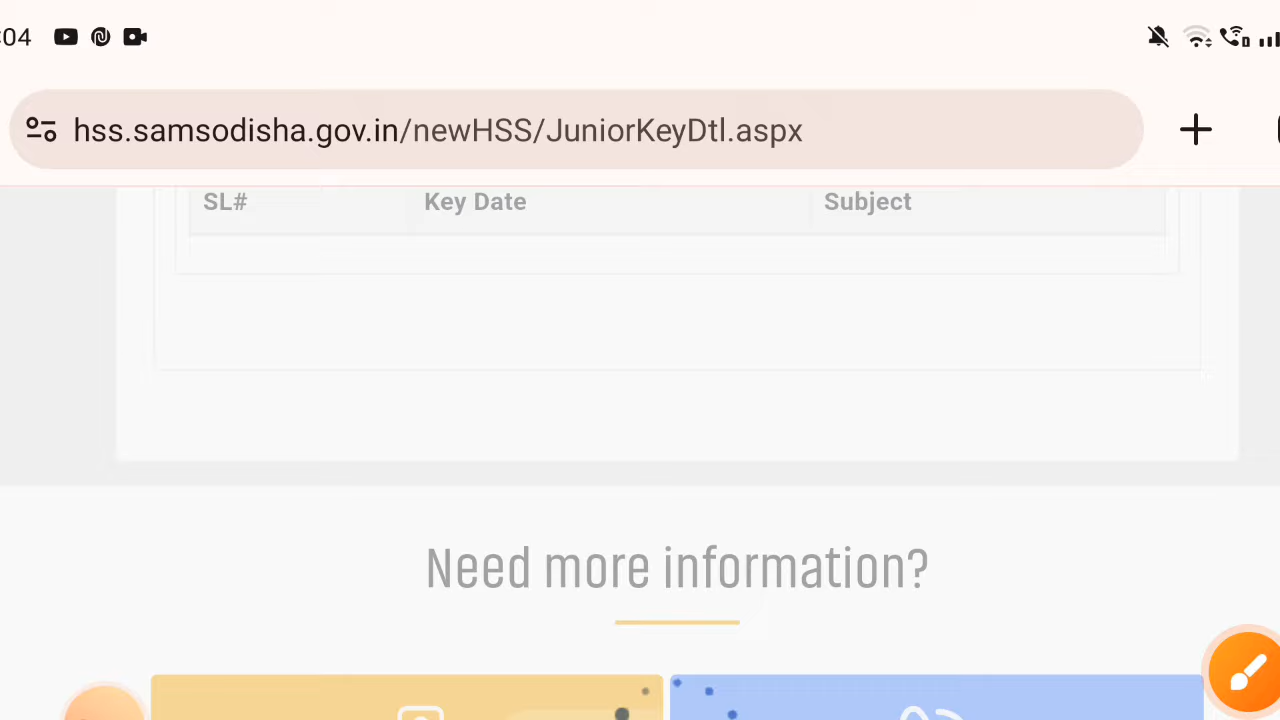 :04
hss.samsodisha.gov.in/newHSS/JuniorKeyDtl.aspx
SL# Key Date Subject
Need more information?